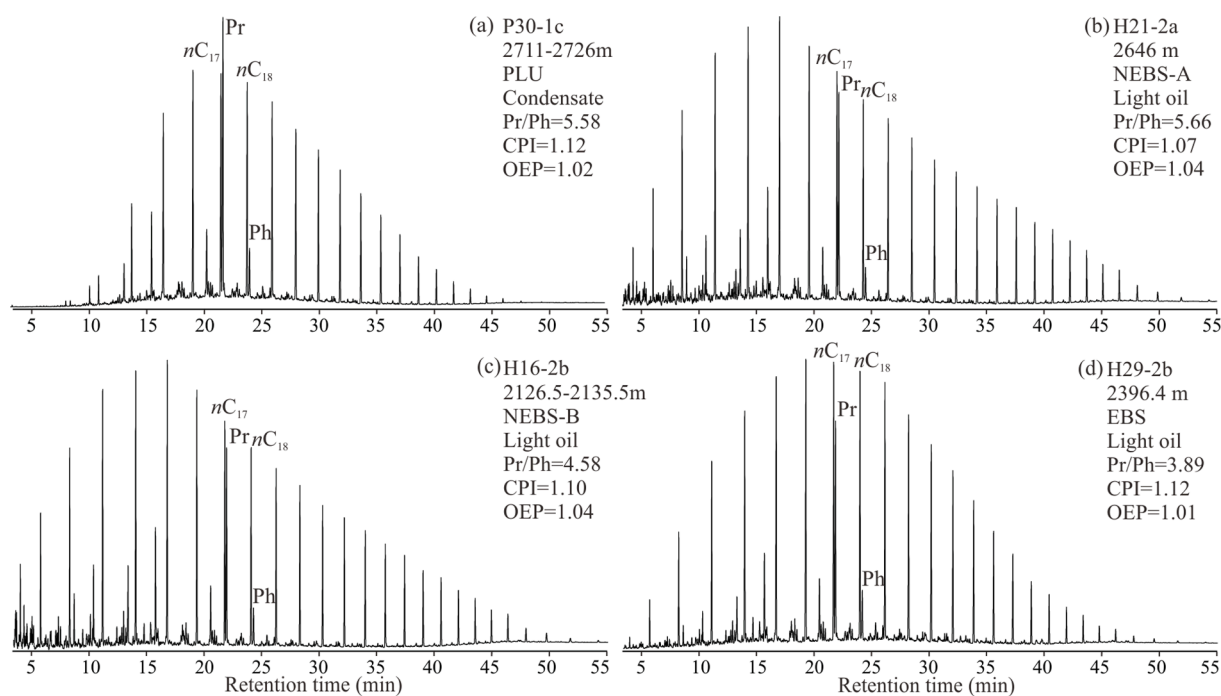 (a) P30-1c
2711-2726m
PLU
Condensate
Pr/Ph=5.58
CPI=1.12
OEP=1.02
nC17
Pr
nC18
Ph
5 10 15 20 25 30 35 40 45 50 55
(b) H21-2a
2646 m
NEBS-A
Light oil
Pr/Ph=5.66
CPI=1.07
OEP=1.04
nC17
Pr nC18
Ph
5 10 15 20 25 30 35 40 45 50 55
(c) H16-2b
2126.5-2135.5m
NEBS-B
Light oil
Pr/Ph=4.58
CPI=1.10
OEP=1.04
nC17
Pr nC18
Ph
5 10 15 20 25 30 35 40 45 50 55
Retention time (min)
(d) H29-2b
2396.4 m
EBS
Light oil
Pr/Ph=3.89
CPI=1.12
OEP=1.01
nC17
nC18
Pr
Ph
5 10 15 20 25 30 35 40 45 50 55
Retention time (min)